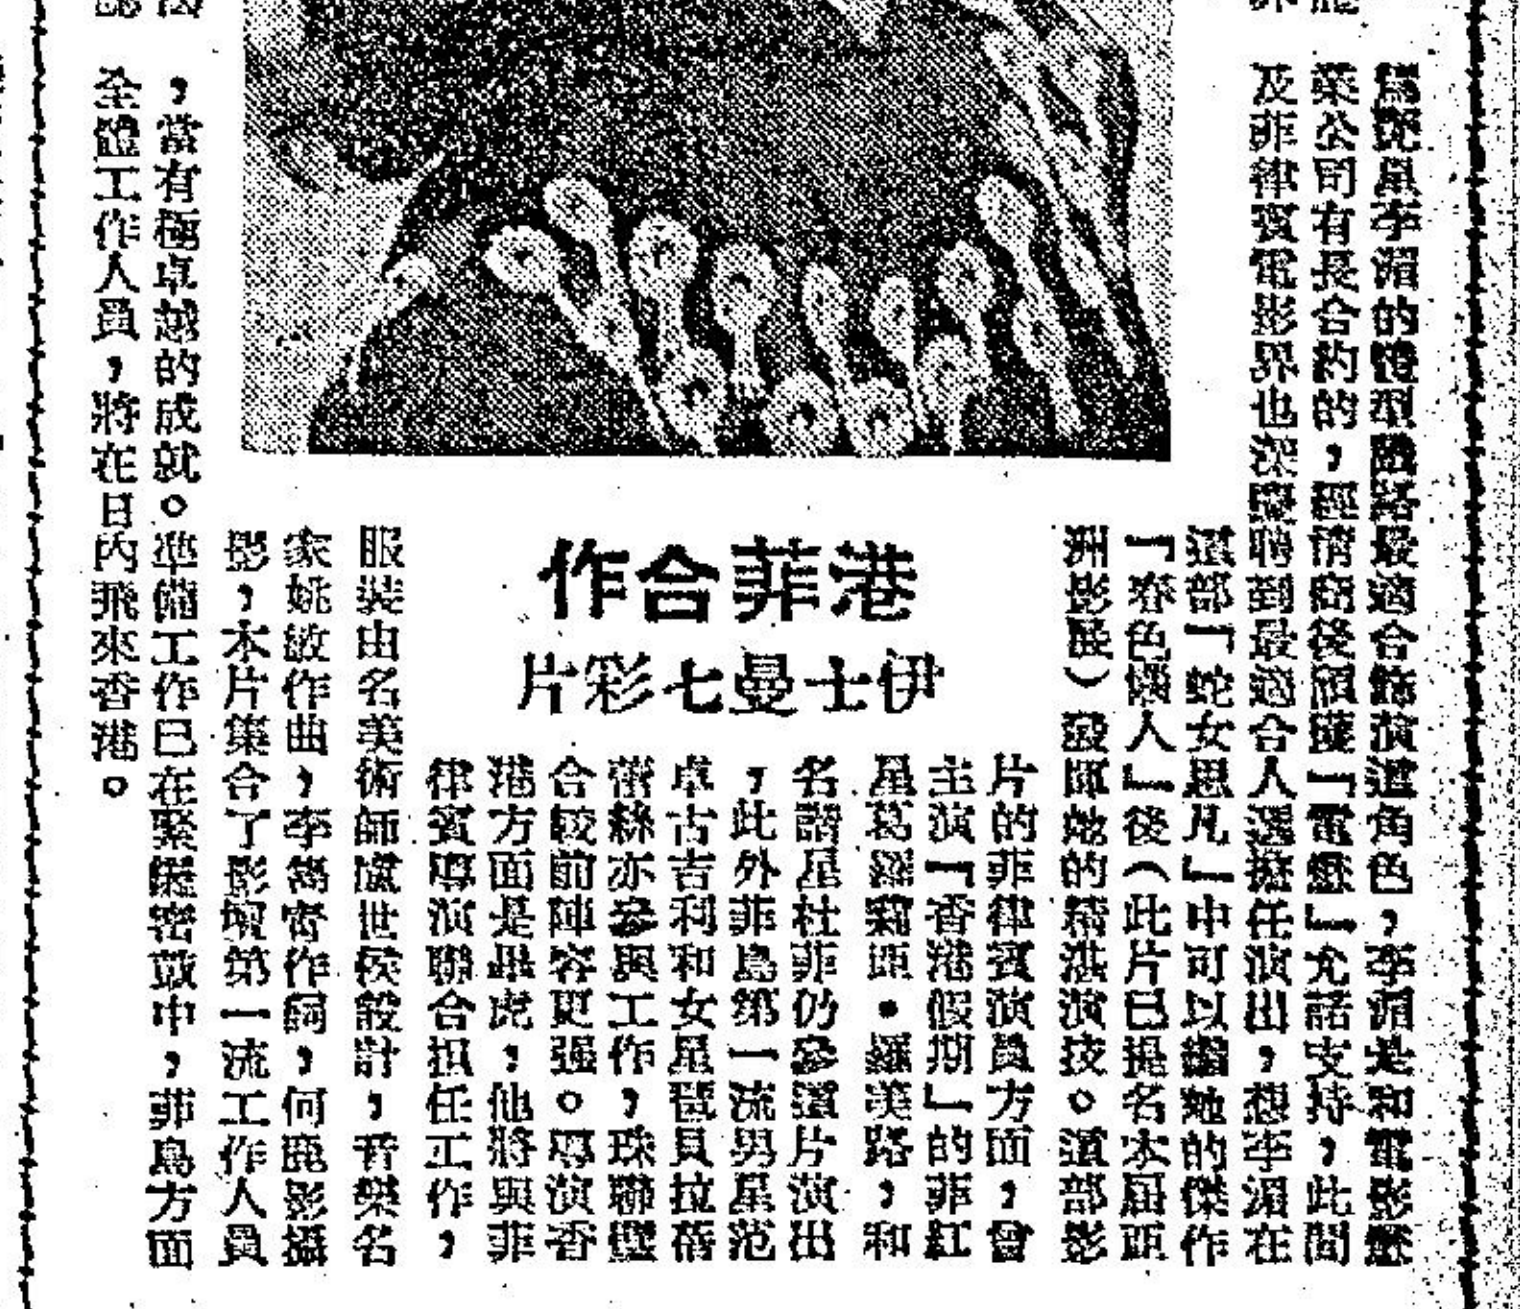 港菲合作
伊士曼七彩片
為艷星李湄的體型戲路最適合飾演這角色,李湄是和電影懋
業公司有長合約的,經情商後頗獲「電懋」允諾支持,此間
及菲律賓電影界也深慶聘到最適合人選擔任演出,想李湄在
這部「蛇女思凡」中可以繼她的傑作
「春色惱人」後(此片已提名本屆亞
洲影展)發揮她的精湛演技。這部影
片的菲律賓演員方面,曾
主演「香港假期」的菲紅
星葛羅莉亞•羅美路,和
名諧星杜菲仍參這片演出
,此外菲島第一流男星范
卓古吉利和女星琶貝拉蓓
蕾絲亦參與工作,珠聯璧
合較前陣容更强。導演香
港方面是畢虎,他將與菲
律賓導演聯合担任工作,
服裝由名美術師盧世侯設計,音樂名
家姚敏作曲,李雋青作詞,何鹿影攝
影,本片集合了影壇第一流工作人員
,當有極卓越的成就。準備工作已在緊鑼密鼓中,菲島方面
全體工作人員,將在日內飛來香港。